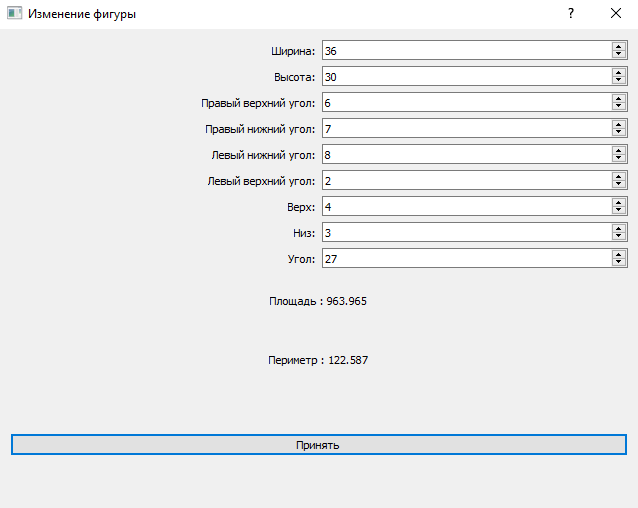 Изменение фигуры
Ширина: 36
Высота: 30
Правый верхний угол: 6
Правый нижний угол: 7
Левый нижний угол: 8
Левый верхний угол: 2
Верх: 4
Низ: 3
Угол: 27
Площадь : 963.965
Периметр : 122.587
Принять